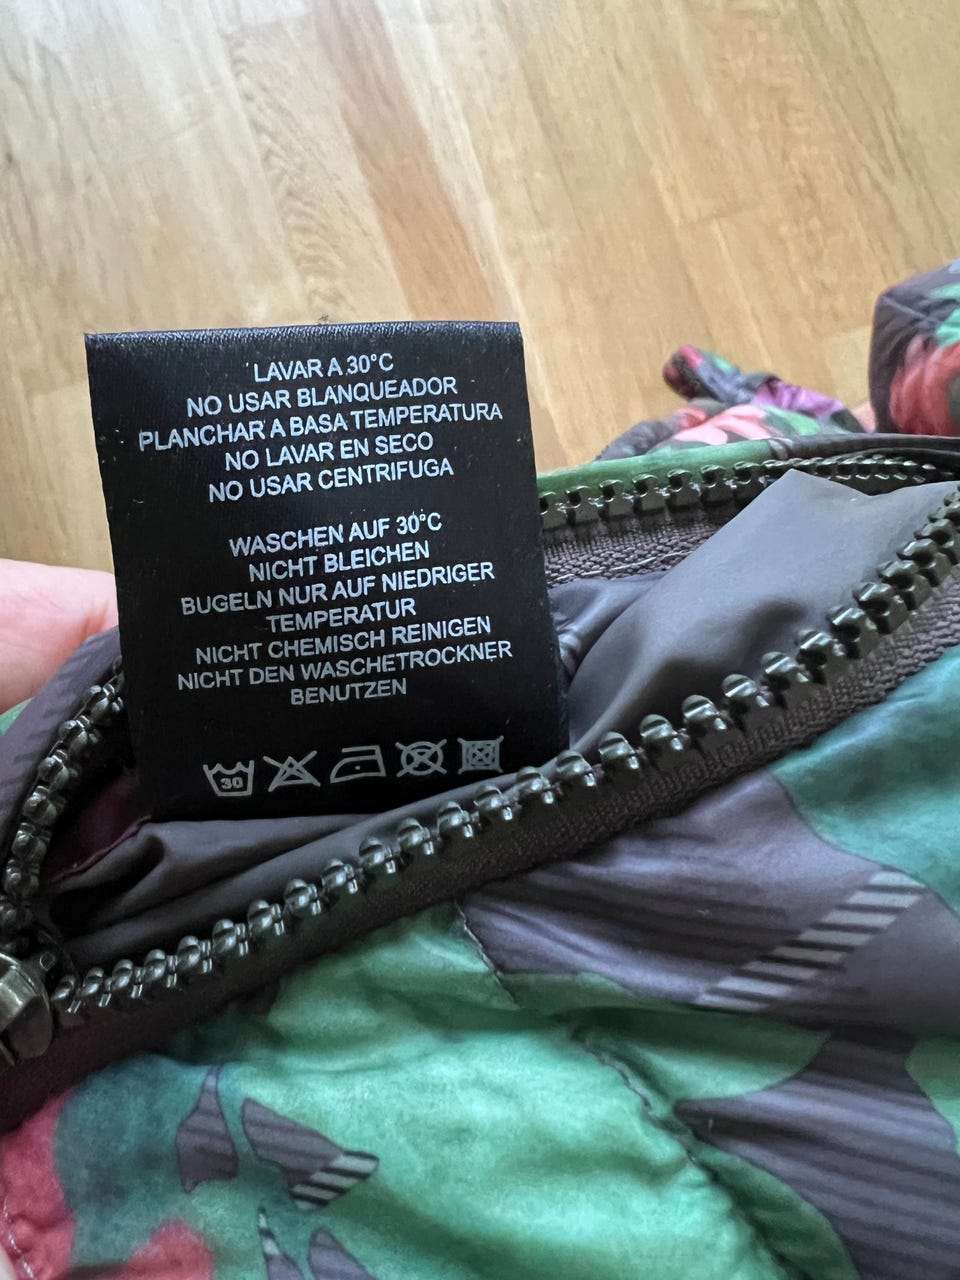 LAVAR A 30°C
NO USAR BLANQUEADOR
PLANCHAR A BASA TEMPERATURA
NO LAVAR EN SECO
NO USAR CENTRIFUGA
WASCHEN AUF 30°C
NICHT BLEICHEN
BUGELN NUR AUF NIEDRIGER
TEMPERATUR
NICHT CHEMISCH REINIGEN
NICHT DEN WASCHETROCKNER
BENUTZEN
30